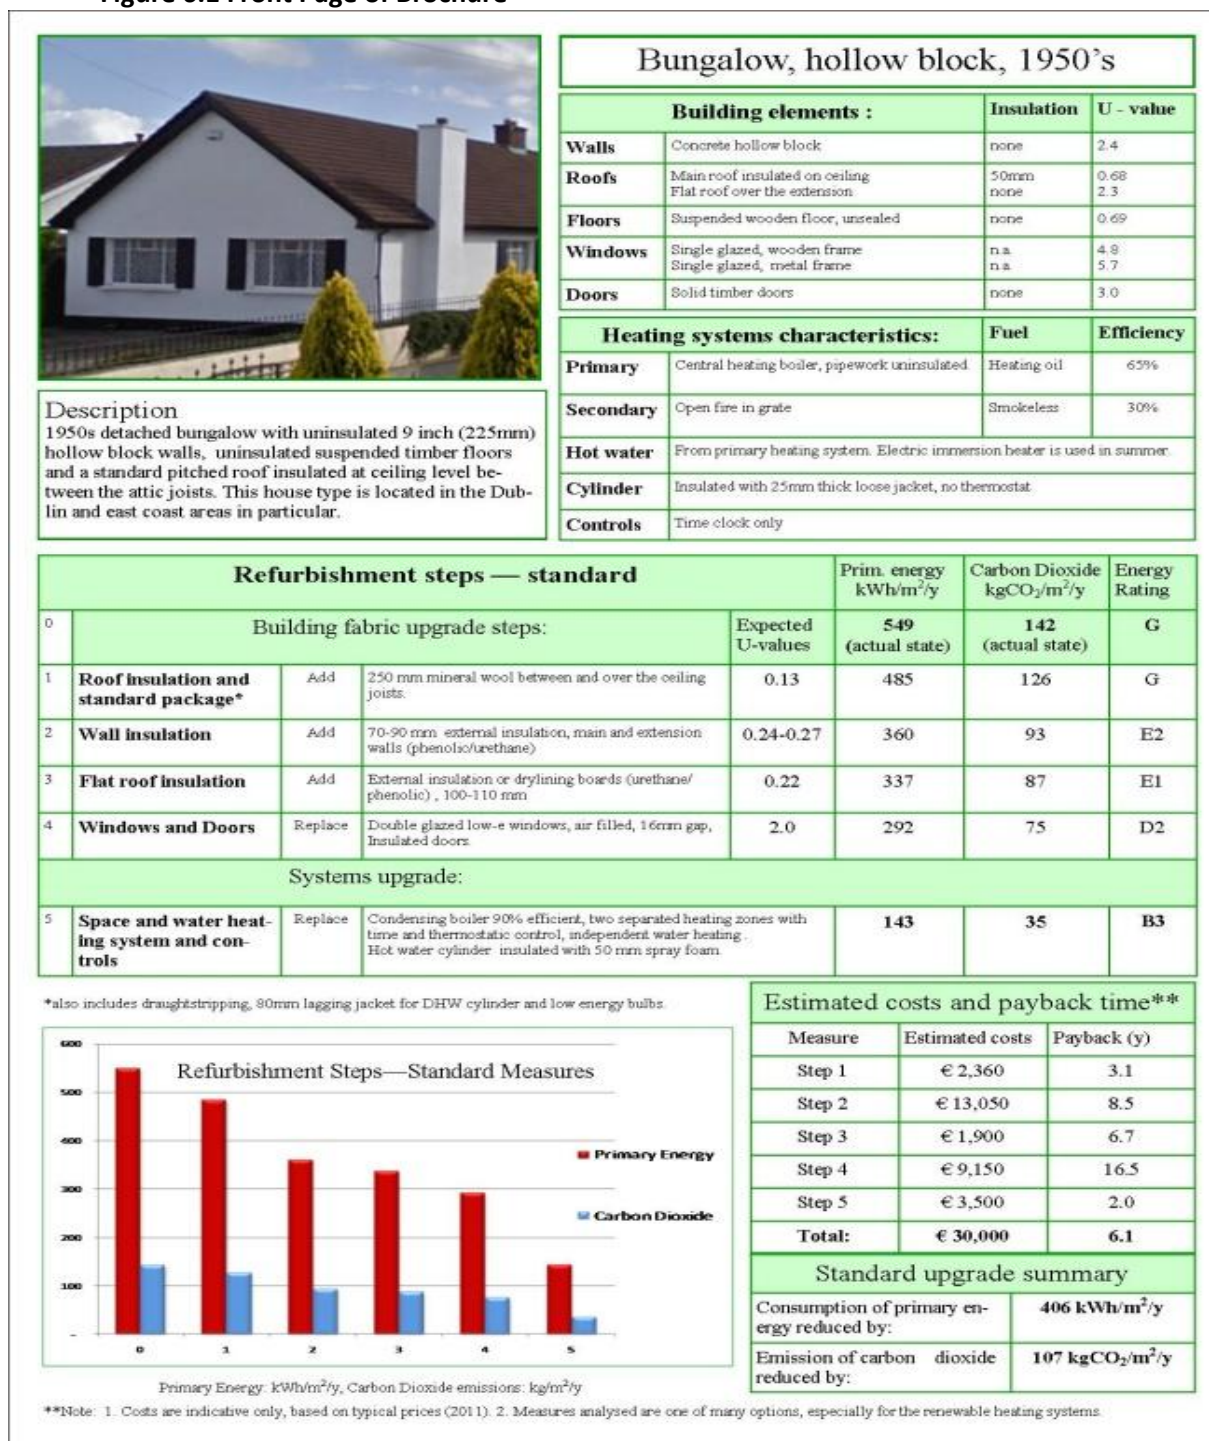 Figure 6.2 Front Page of Brochure
Bungalow, hollow block, 1950's
Building elements : Insulation U - value
Walls Concrete hollow block none 2.4
Roofs Main roof insulated on ceiling 50mm 0.68
Flat roof over the extension none 2.3
Floors Suspended wooden floor, unsealed none 0.69
Windows Single glazed, wooden frame n.a. 4.8
Single glazed, metal frame n.a. 5.7
Doors Solid timber doors none 3.0
Heating systems characteristics: Fuel Efficiency
Primary Central heating boiler, pipework uninsulated Heating oil 65%
Secondary Open fire in grate Smokeless 30%
Hot water From primary heating system. Electric immersion heater is used in summer.
Cylinder Insulated with 25mm thick loose jacket, no thermostat
Controls Time clock only
Description
1950s detached bungalow with uninsulated 9 inch (225mm)
hollow block walls, uninsulated suspended timber floors
and a standard pitched roof insulated at ceiling level be-
tween the attic joists. This house type is located in the Dub-
lin and east coast areas in particular.
Refurbishment steps — standard Prim. energy Carbon Dioxide Energy
kWh/m²/y kgCO₂/m²/y Rating
0 Building fabric upgrade steps: Expected 549 142 G
U-values (actual state) (actual state)
1 Roof insulation and Add 250 mm mineral wool between and over the ceiling 0.13 485 126 G
standard package* joists.
2 Wall insulation Add 70-90 mm external insulation, main and extension 0.24-0.27 360 93 E2
walls (phenolic/urethane)
3 Flat roof insulation Add External insulation or drylining boards (urethane/ 0.22 337 87 E1
phenolic) , 100-110 mm
4 Windows and Doors Replace Double glazed low-e windows, air filled, 16mm gap, 2.0 292 75 D2
Insulated doors
Systems upgrade:
5 Space and water heat- Replace Condensing boiler 90% efficient, two separated heating zones with 143 35 B3
ing system and con- time and thermostatic control, independent water heating.
trols Hot water cylinder insulated with 50 mm spray foam
*also includes draughtstripping, 80mm lagging jacket for DHW cylinder and low energy bulbs.
Refurbishment Steps—Standard Measures
600
500
400
300
200
100
-
0 1 2 3 4 5
Primary Energy
Carbon Dioxide
Primary Energy: kWh/m²/y, Carbon Dioxide emissions: kg/m²/y
Estimated costs and payback time**
Measure Estimated costs Payback (y)
Step 1 € 2,360 3.1
Step 2 € 13,050 8.5
Step 3 € 1,900 6.7
Step 4 € 9,150 16.5
Step 5 € 3,500 2.0
Total: € 30,000 6.1
Standard upgrade summary
Consumption of primary en- 406 kWh/m²/y
ergy reduced by:
Emission of carbon dioxide 107 kgCO₂/m²/y
reduced by:
**Note: 1. Costs are indicative only, based on typical prices (2011). 2. Measures analysed are one of many options, especially for the renewable heating systems.